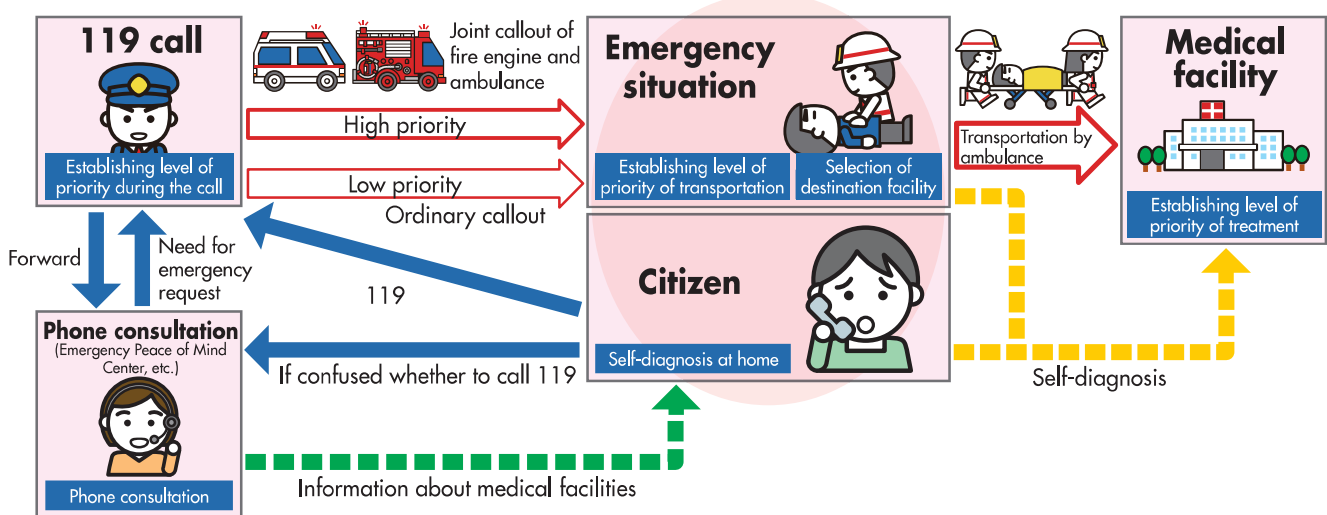 119 call
Establishing level of
priority during the call
Joint callout of
fire engine and
ambulance
High priority
Low priority
Ordinary callout
Emergency
situation
Establishing level of
priority of transportation
Selection of
destination facility
Transportation by
ambulance
Medical
facility
Establishing level of
priority of treatment
Forward
Need for
emergency
request
119
Citizen
Self-diagnosis at home
Phone consultation
(Emergency Peace of Mind
Center, etc.)
Phone consultation
If confused whether to call 119
Self-diagnosis
Information about medical facilities